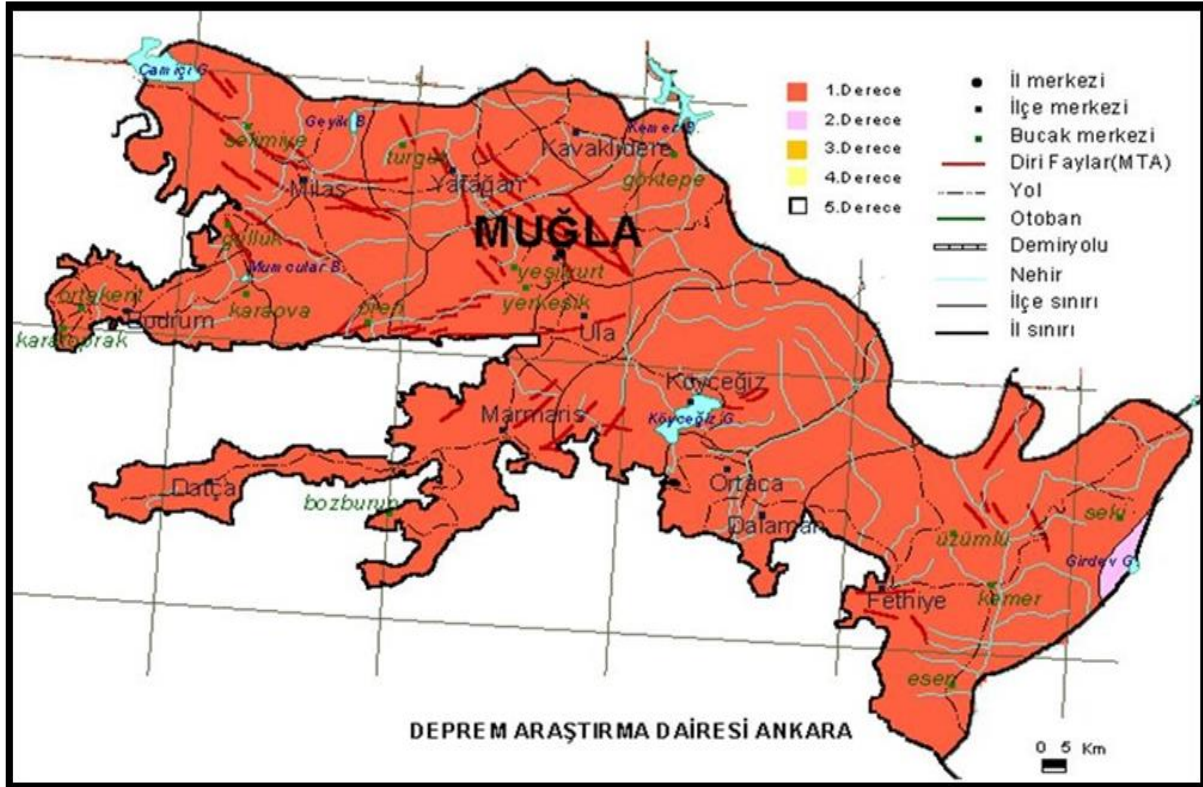 Camiçi G.
selimiye
Geyik B.
turgut
Kavaklıdere
Kemer B.
göktepe
Milas
Yatağan
MUĞLA
güllük
Mumcular B.
yeşilyurt
yerkesik
ortakent
Bodrum
karaova
ören
Ula
karatoprak
Köyceğiz
Marmaris
Köyceğiz G.
Datça
bozburun
Ortaca
Dalaman
üzümlü
seki
Girdev G.
Fethiye
kemer
esen
1.Derece
2.Derece
3.Derece
4.Derece
5.Derece
İl merkezi
İlçe merkezi
Bucak merkezi
Diri Faylar(MTA)
Yol
Otoban
Demiryolu
Nehir
İlçe sınırı
İl sınırı
DEPREM ARAŞTIRMA DAİRESİ ANKARA
0 5 Km